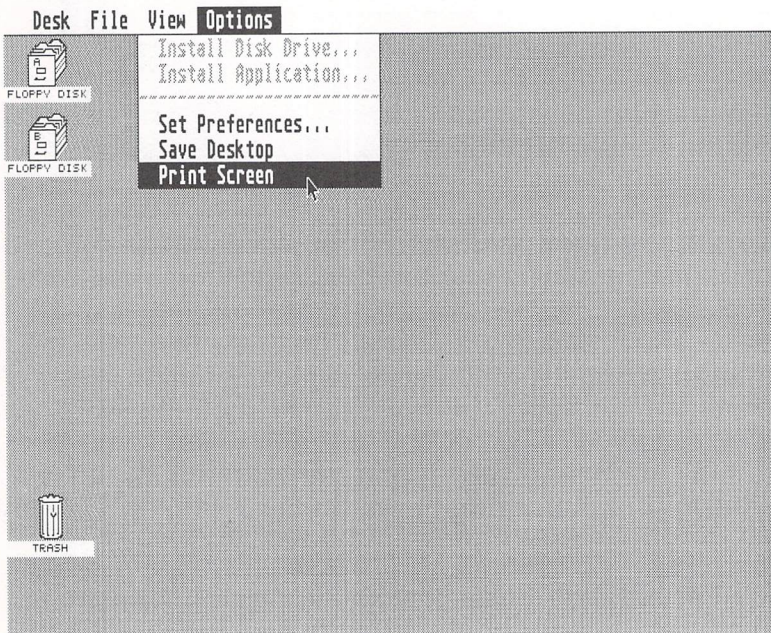 Desk File View Options
Install Disk Drive...
Install Application...
Set Preferences...
Save Desktop
Print Screen
A
FLOPPY DISK
B
FLOPPY DISK
TRASH